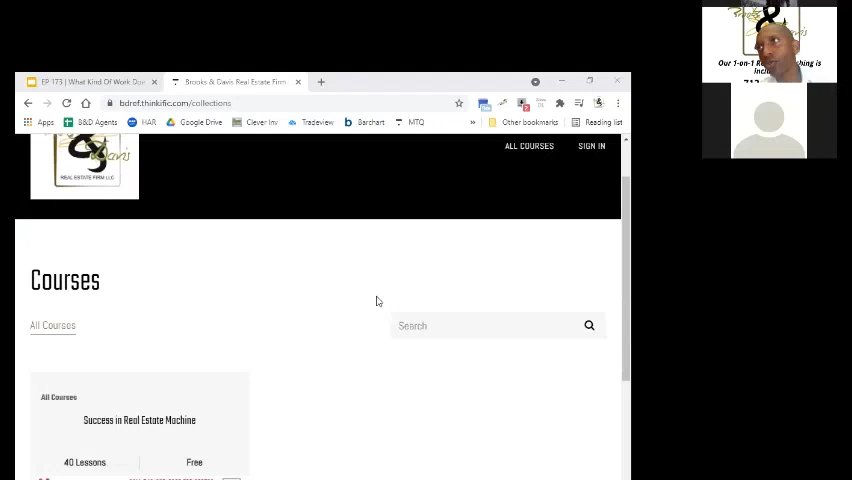 EP 173 | What Kind Of Work Doe
Brooks & Davis Real Estate Firm
bdref.thinkific.com/collections
Apps
B&D Agents
HAR
Google Drive
Clever Inv
Tradeview
Barchart
MTQ
»
Other bookmarks
Reading list
Davis
REAL ESTATE FIRM LLC
ALL COURSES
SIGN IN
Courses
All Courses
Search
All Courses
Success in Real Estate Machine
40 Lessons
Free
Our 1-on-1